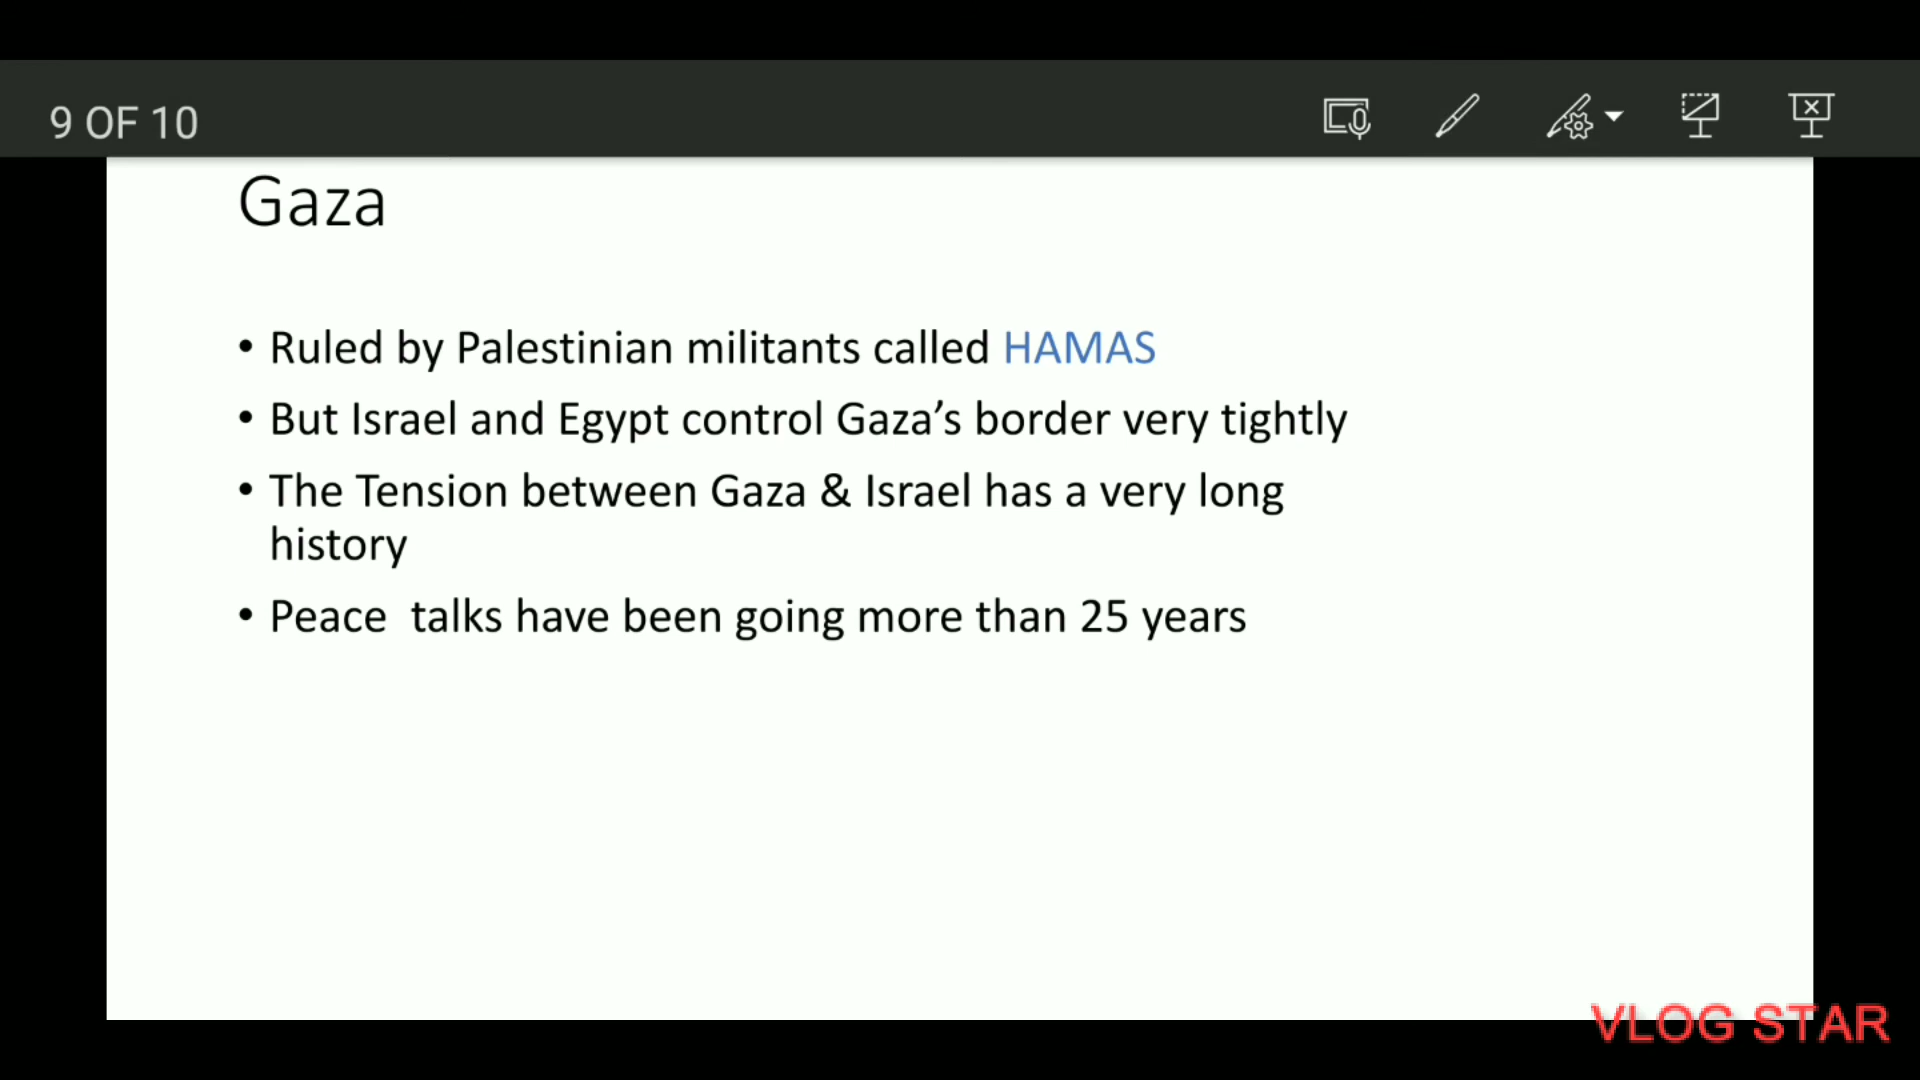 9 OF 10
Gaza
• Ruled by Palestinian militants called HAMAS
• But Israel and Egypt control Gaza’s border very tightly
• The Tension between Gaza & Israel has a very long
history
• Peace  talks have been going more than 25 years
VLOG STAR